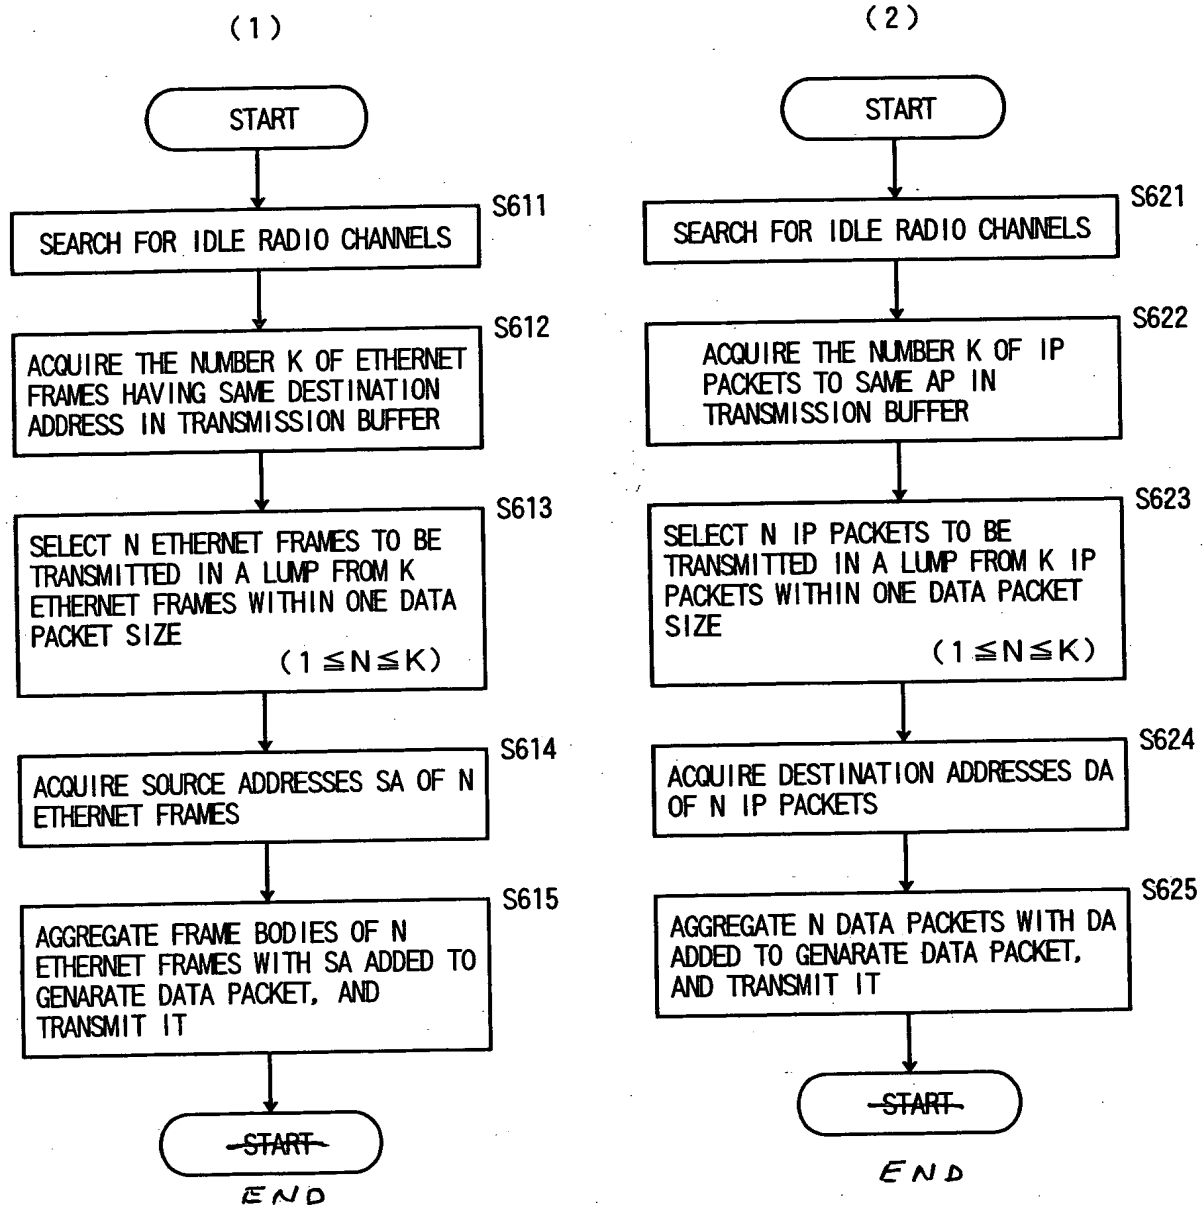 (1)
START
S611
SEARCH FOR IDLE RADIO CHANNELS
S612
ACQUIRE THE NUMBER K OF ETHERNET
FRAMES HAVING SAME DESTINATION
ADDRESS IN TRANSMISSION BUFFER
S613
SELECT N ETHERNET FRAMES TO BE
TRANSMITTED IN A LUMP FROM K
ETHERNET FRAMES WITHIN ONE DATA
PACKET SIZE
(1≦N≦K)
S614
ACQUIRE SOURCE ADDRESSES SA OF N
ETHERNET FRAMES
S615
AGGREGATE FRAME BODIES OF N
ETHERNET FRAMES WITH SA ADDED TO
GENARATE DATA PACKET, AND
TRANSMIT IT
START
END
(2)
START
S621
SEARCH FOR IDLE RADIO CHANNELS
S622
ACQUIRE THE NUMBER K OF IP
PACKETS TO SAME AP IN
TRANSMISSION BUFFER
S623
SELECT N IP PACKETS TO BE
TRANSMITTED IN A LUMP FROM K IP
PACKETS WITHIN ONE DATA PACKET
SIZE
(1≦N≦K)
S624
ACQUIRE DESTINATION ADDRESSES DA
OF N IP PACKETS
S625
AGGREGATE N DATA PACKETS WITH DA
ADDED TO GENARATE DATA PACKET,
AND TRANSMIT IT
START
END